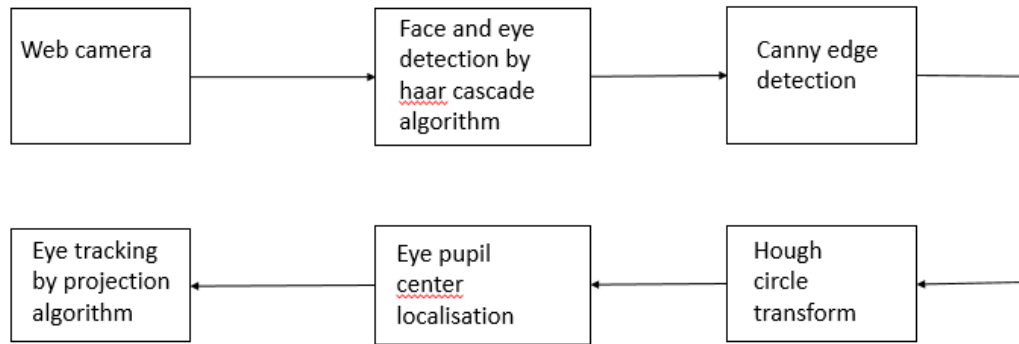 Web camera
Face and eye
detection by
haar cascade
algorithm
Canny edge
detection
Hough
circle
transform
Eye pupil
center
localisation
Eye tracking
by projection
algorithm